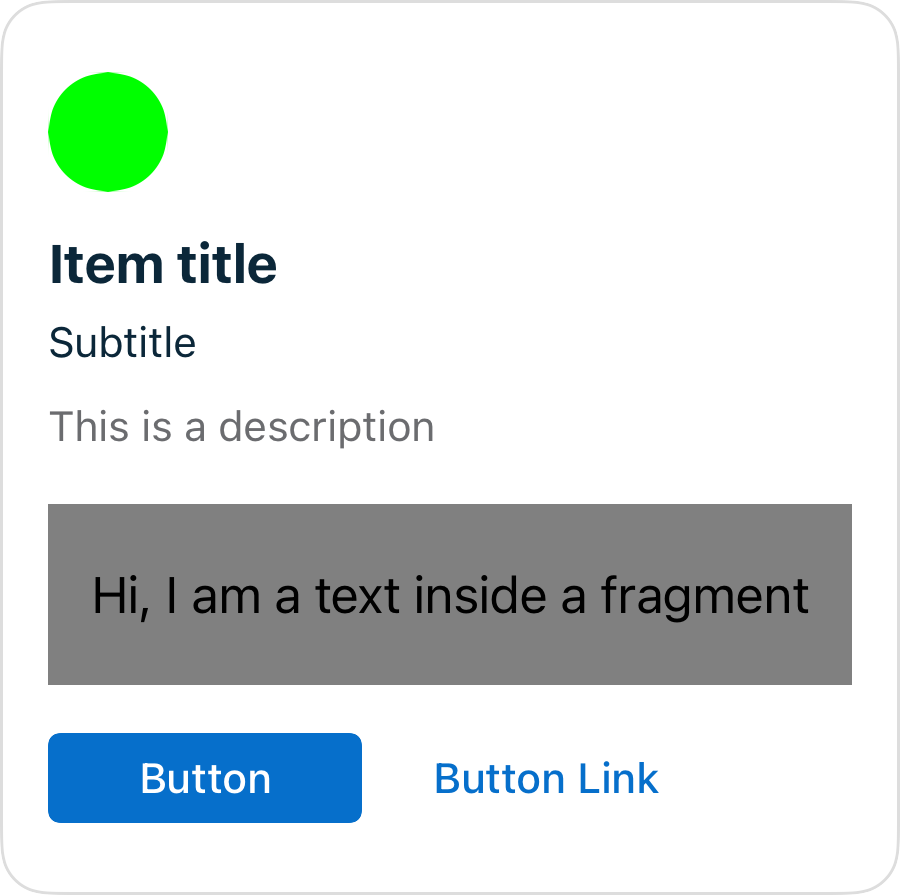 Item title
Subtitle
This is a description
Hi, I am a text inside a fragment
Button
Button Link